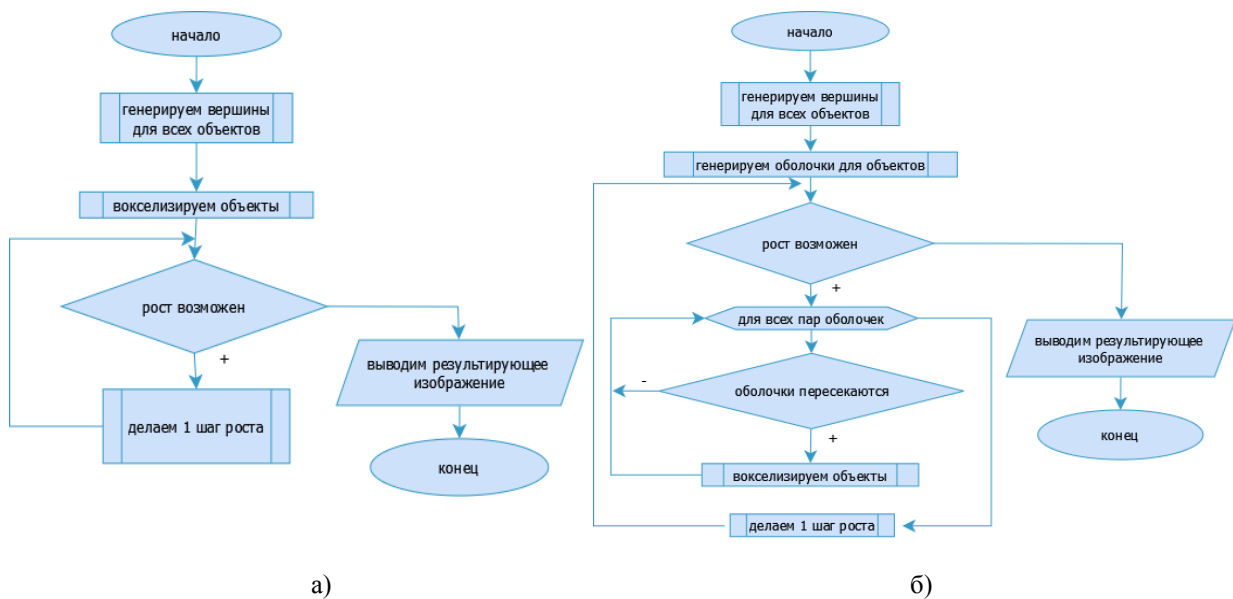 начало
генерируем вершины
для всех объектов
вокселизируем объекты
рост возможен
+
делаем 1 шаг роста
выводим результирующее
изображение
конец
а)
начало
генерируем вершины
для всех объектов
генерируем оболочки для объектов
рост возможен
+
для всех пар оболочек
оболочки пересекаются
-
+
вокселизируем объекты
делаем 1 шаг роста
выводим результирующее
изображение
конец
б)